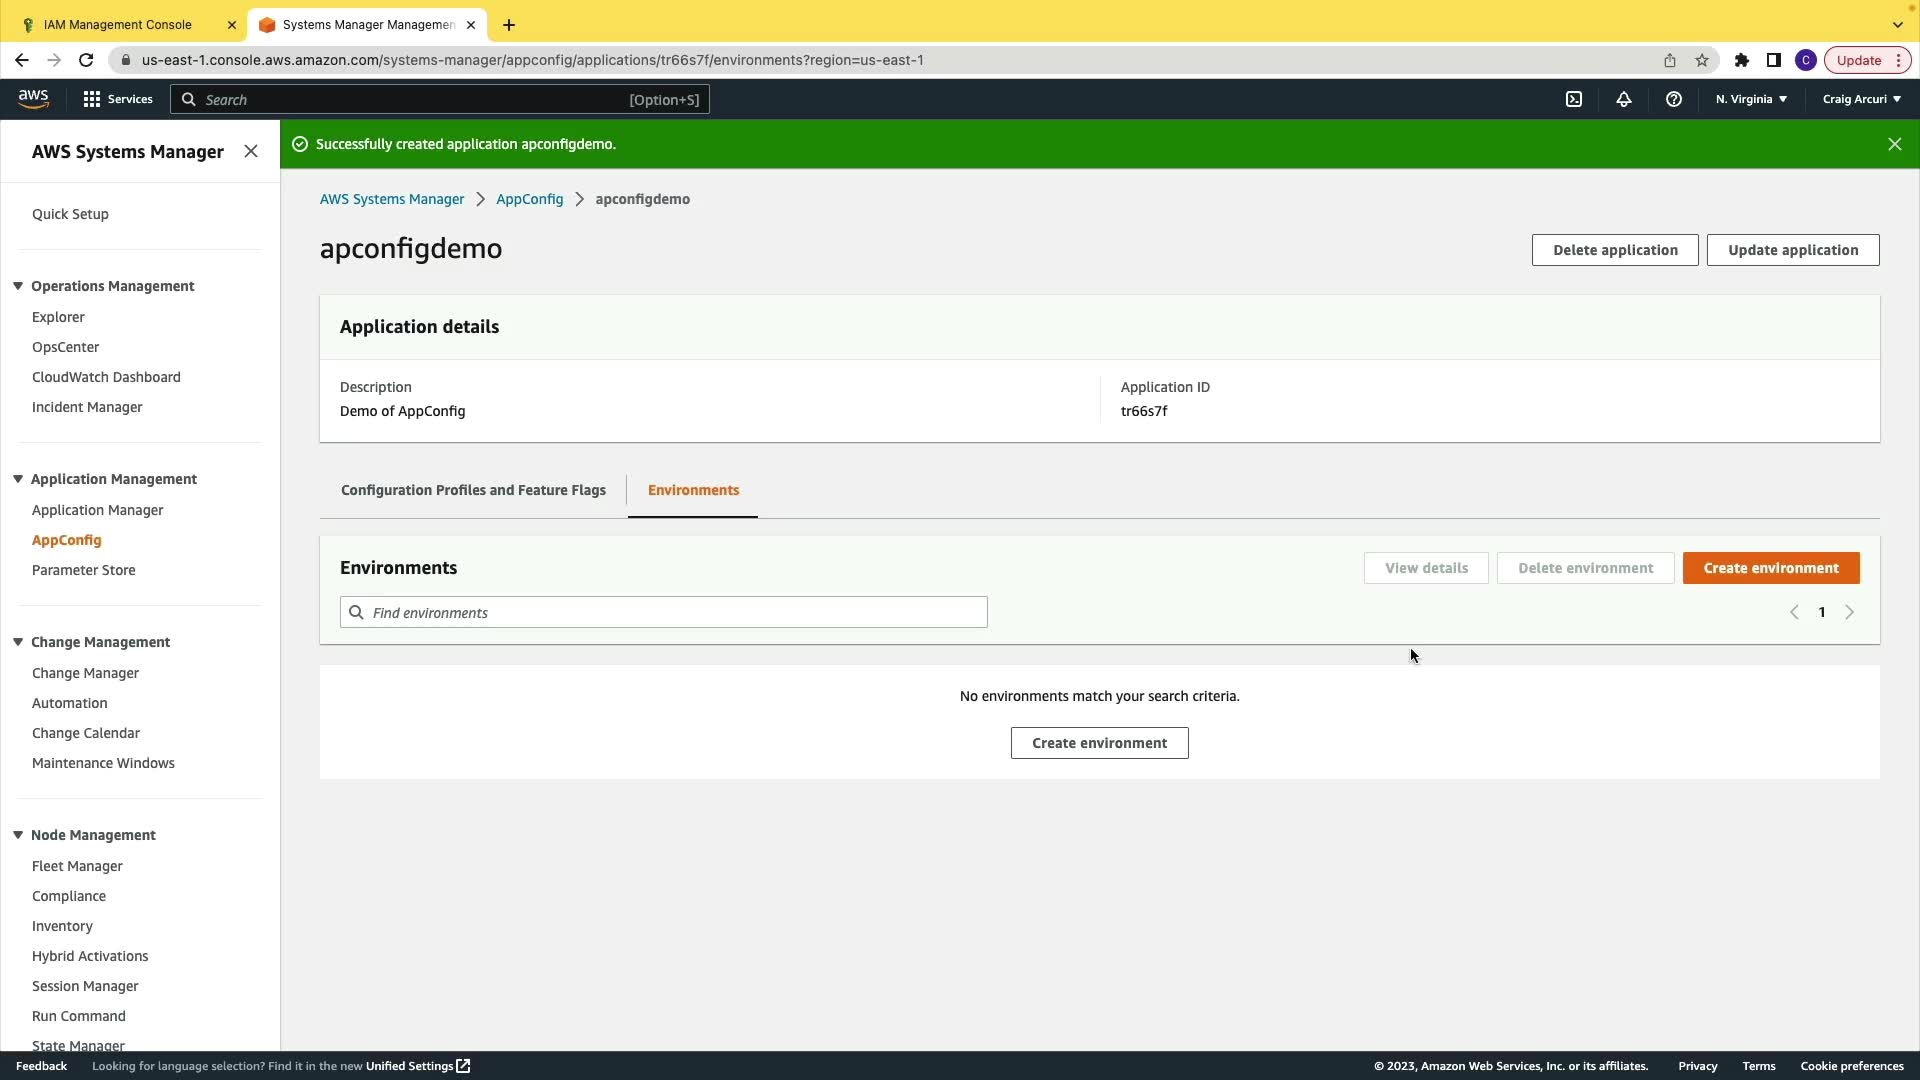 IAM Management Console
Systems Manager Managemen
us-east-1.console.aws.amazon.com/systems-manager/appconfig/applications/tr66s7f/environments?region=us-east-1
C
Update
aws
Services
Search
[Option+S]
N. Virginia
Craig Arcuri
AWS Systems Manager
Successfully created application apconfigdemo.
AWS Systems Manager
AppConfig
apconfigdemo
Quick Setup
apconfigdemo
Delete application
Update application
Operations Management
Explorer
OpsCenter
CloudWatch Dashboard
Incident Manager
Application details
Description
Demo of AppConfig
Application ID
tr66s7f
Application Management
Application Manager
AppConfig
Parameter Store
Configuration Profiles and Feature Flags
Environments
Environments
View details
Delete environment
Create environment
Find environments
1
Change Management
Change Manager
Automation
Change Calendar
Maintenance Windows
No environments match your search criteria.
Create environment
Node Management
Fleet Manager
Compliance
Inventory
Hybrid Activations
Session Manager
Run Command
State Manager
Feedback
Looking for language selection? Find it in the new Unified Settings
© 2023, Amazon Web Services, Inc. or its affiliates.
Privacy
Terms
Cookie preferences